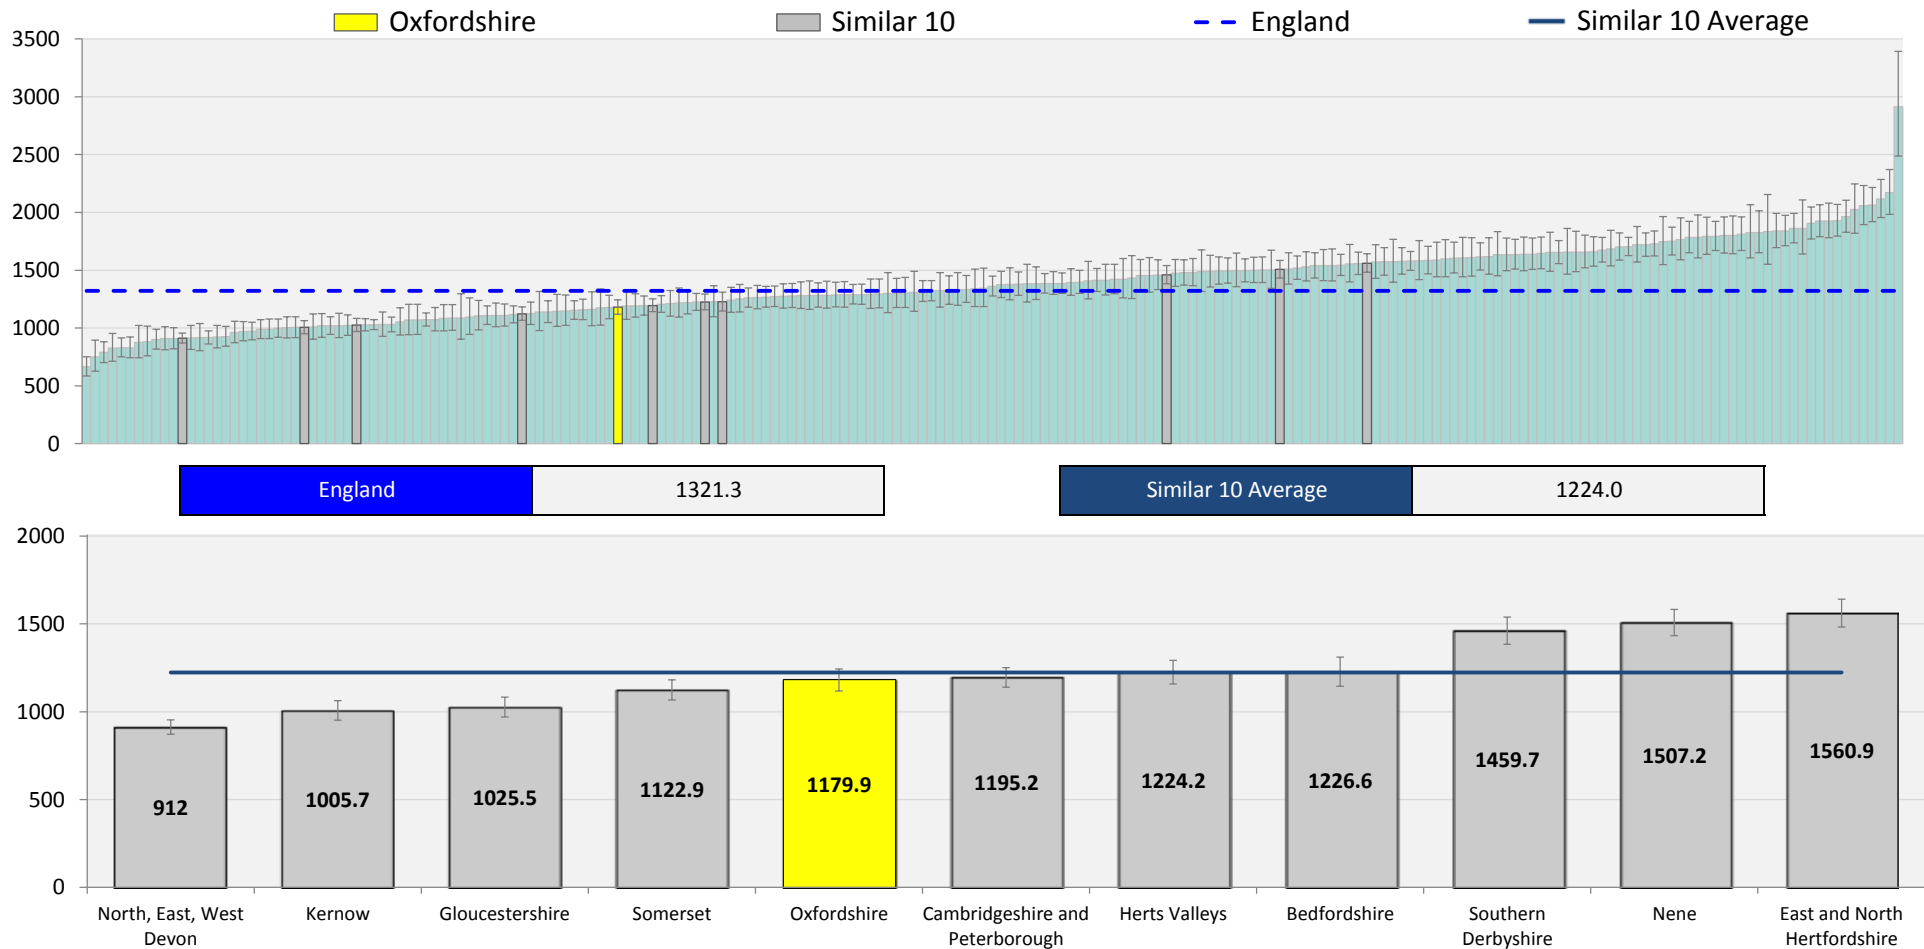 Oxfordshire Similar 10 England Similar 10 Average
3500
3000
2500
2000
1500
1000
500
0
England 1321.3 Similar 10 Average 1224.0
2000
1500
1000
500
0
912 1005.7 1025.5 1122.9 1179.9 1195.2 1224.2 1226.6 1459.7 1507.2 1560.9
North, East, West Devon
Kernow
Gloucestershire
Somerset
Oxfordshire
Cambridgeshire and Peterborough
Herts Valleys
Bedfordshire
Southern Derbyshire
Nene
East and North Hertfordshire